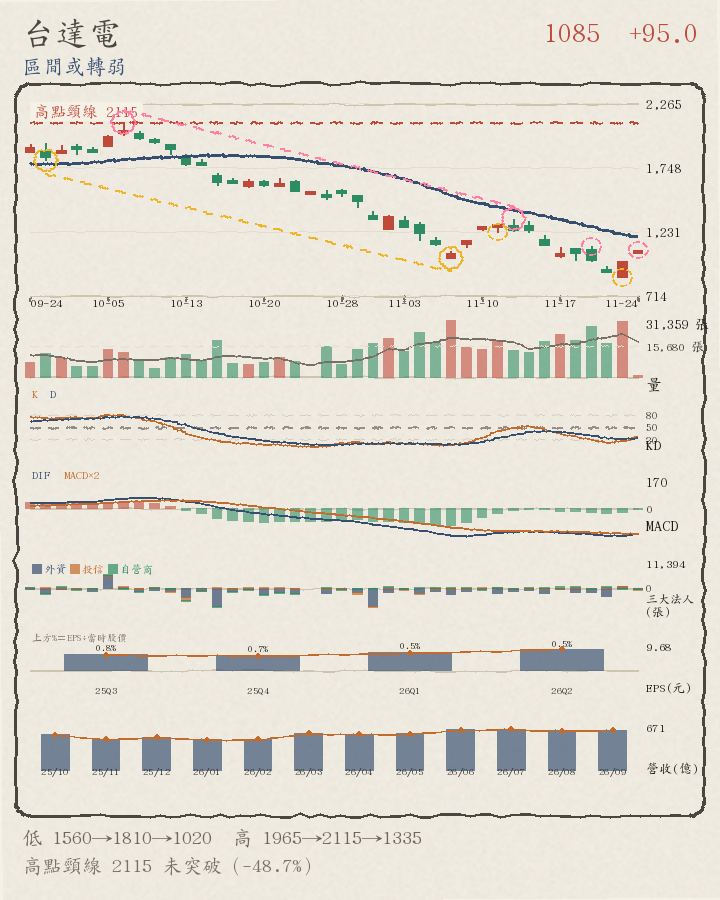 台達電
1085 +95.0
區間或轉弱
高點頸線 2115
2,265
1,748
1,231
714
09-24 10-05 10-13 10-20 10-28 11-03 11-10 11-17 11-24
31,359 張
15,680 張
量
K D
80
50
20
KD
DIF MACD×2
170
0
MACD
外資 投信 自營商
11,394
0
三大法人
(張)
上方%=EPS÷當時股價
0.8% 0.7% 0.5% 0.5%
9.68
25Q3 25Q4 26Q1 26Q2
EPS(元)
671
25/10 25/11 25/12 26/01 26/02 26/03 26/04 26/05 26/06 26/07 26/08 26/09
營收(億)
低 1560→1810→1020 高 1965→2115→1335
高點頸線 2115 未突破 (-48.7%)